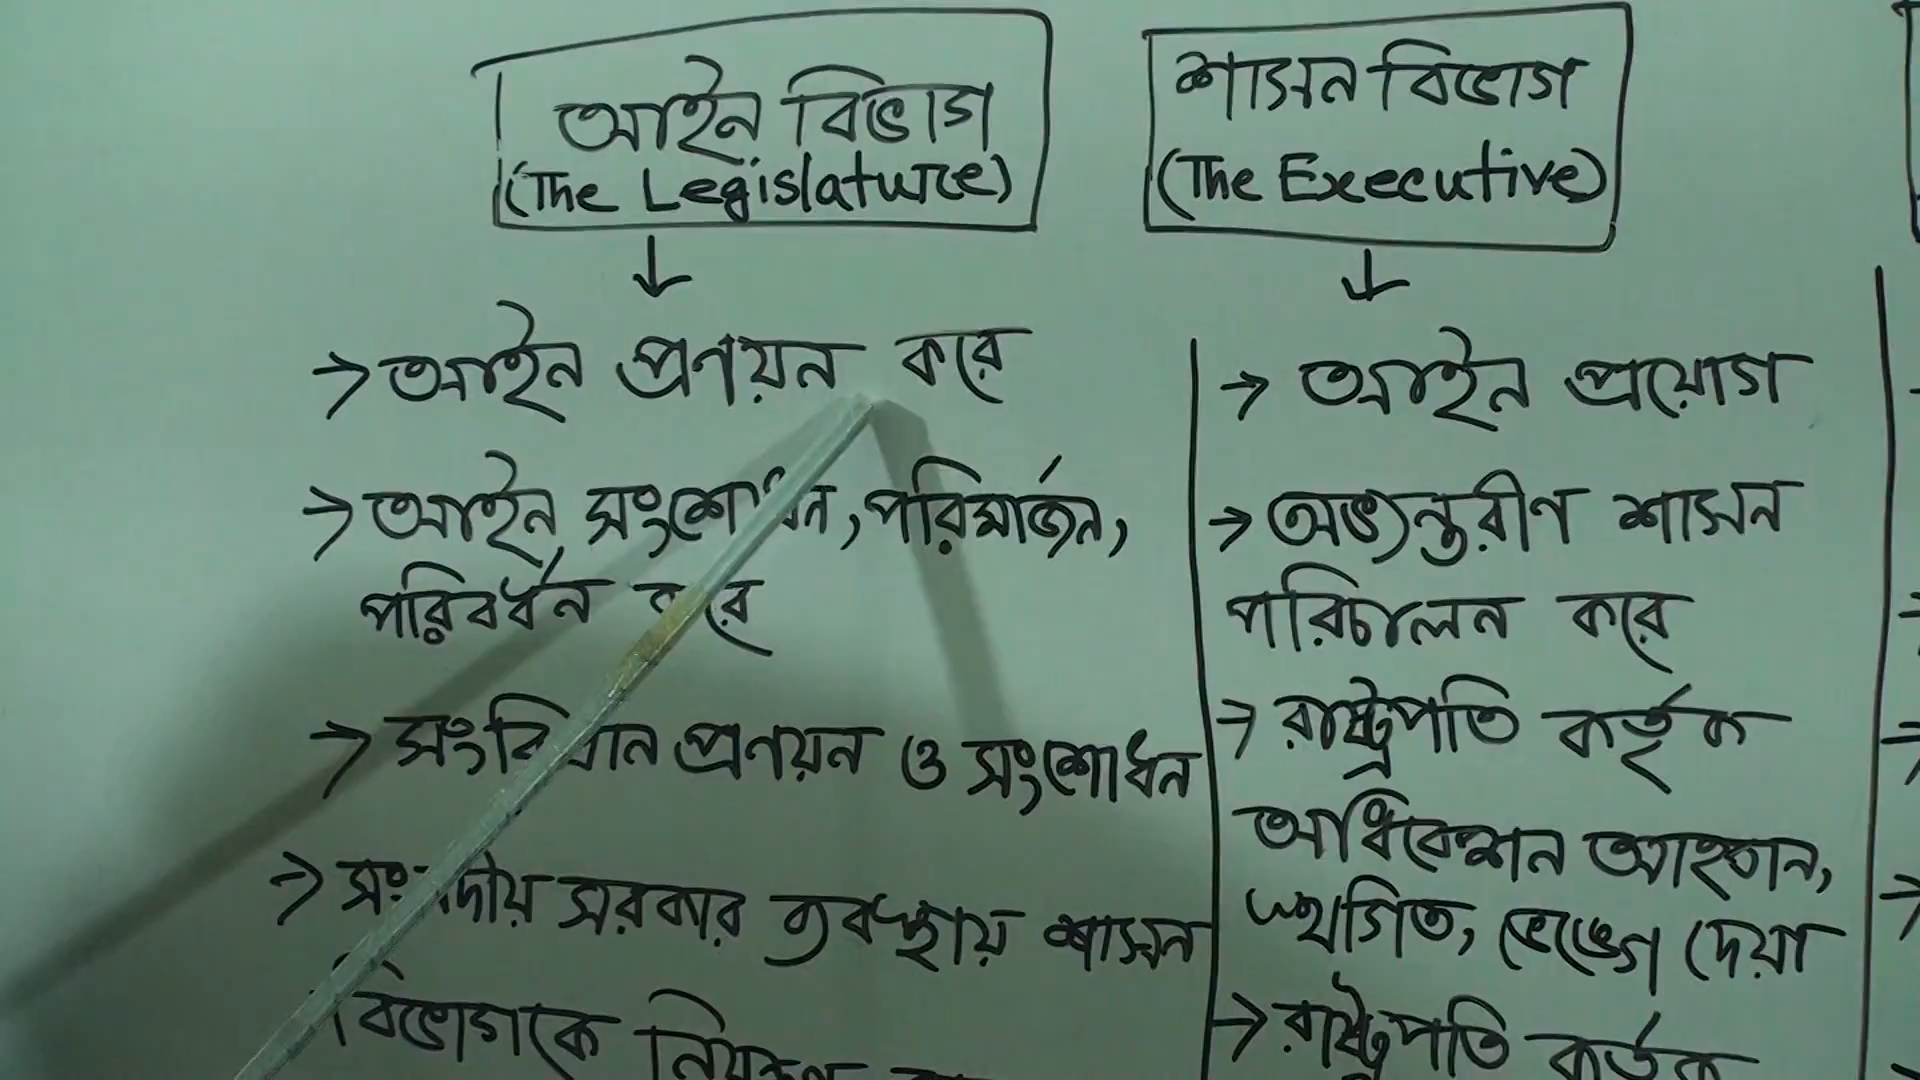 আইন বিভাগ
(The Legislature)
→ আইন প্রণয়ন করে
→ আইন সংশোধন, পরিমার্জন,
পরিবর্ধন করে
→ সংবিধান প্রণয়ন ও সংশোধন
→ সংসদীয় সরকার ব্যবস্থায় শাসন
বিভাগকে
শাসন বিভাগ
(The Executive)
→ আইন প্রয়োগ
→ অভ্যন্তরীণ শাসন
পরিচালন করে
→ রাষ্ট্রপতি কর্তৃক
অধিবেশন আহবান,
স্থগিত, ভেঙ্গে দেয়া
→ রাষ্ট্রপতি কর্তৃক